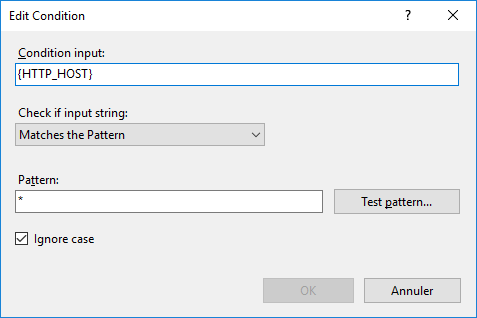 Edit Condition
?
Condition input:
{HTTP_HOST}
Check if input string:
Matches the Pattern
Pattern:
*
Test pattern...
Ignore case
OK
Annuler